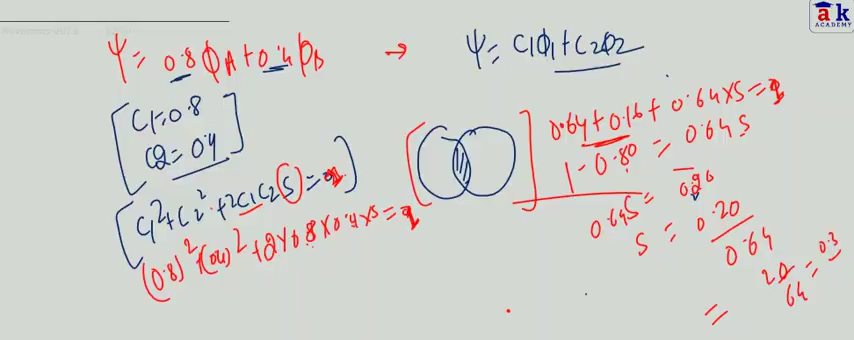 ak
ACADEMY
Ψ = 0.8 ϕA + 0.4 ϕB → Ψ = C1Φ1 + C2Φ2
C1 = 0.8
C2 = 0.4
C1² + C2² + 2C1C2S = 1
(0.8)² + (0.4)² + 2×0.8×0.4×S = 1
0.64 + 0.16 + 0.64×S = 1
1 - 0.80 = 0.64 S
0.64S = 0.20
S = 0.20
0.64
20
64
= 0.3
=